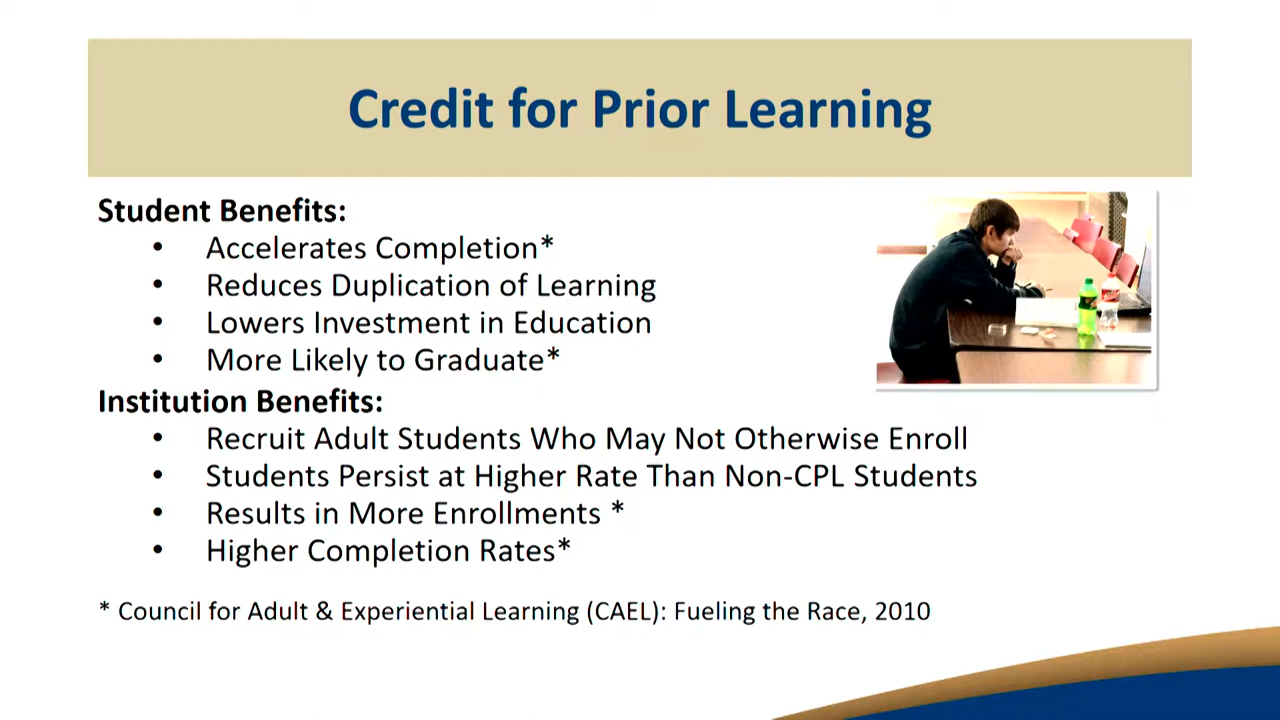 Credit for Prior Learning
Student Benefits:
• Accelerates Completion*
• Reduces Duplication of Learning
• Lowers Investment in Education
• More Likely to Graduate*
Institution Benefits:
• Recruit Adult Students Who May Not Otherwise Enroll
• Students Persist at Higher Rate Than Non-CPL Students
• Results in More Enrollments *
• Higher Completion Rates*
* Council for Adult & Experiential Learning (CAEL): Fueling the Race, 2010